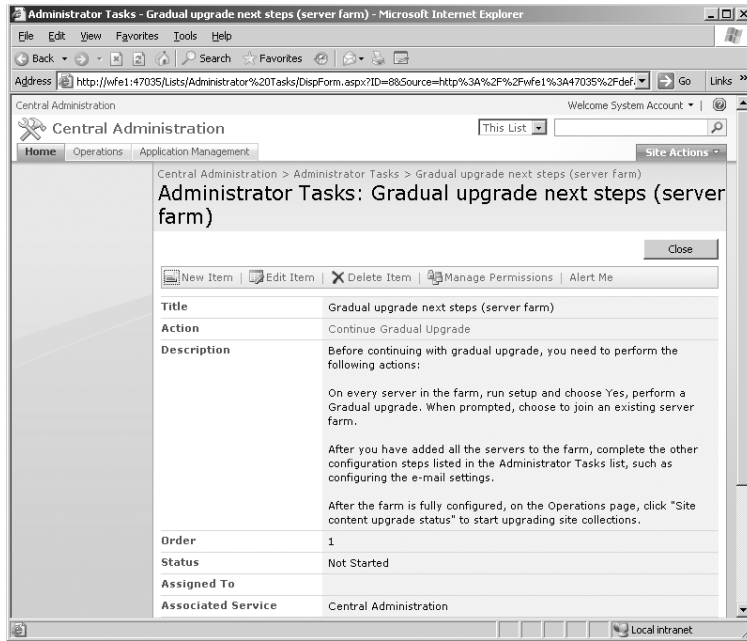 Administrator Tasks - Gradual upgrade next steps (server farm) - Microsoft Internet Explorer
File Edit View Favorites Tools Help
Back Search Favorites
Address http://wfe1:47035/Lists/Administrator%20Tasks/DispForm.aspx?ID=8&Source=http%3A%2F%2Fwfe1%3A47035%2Fdef Go Links »
Central Administration Welcome System Account
Central Administration This List
Home Operations Application Management Site Actions
Central Administration > Administrator Tasks > Gradual upgrade next steps (server farm)
Administrator Tasks: Gradual upgrade next steps (server
farm)
Close
New Item | Edit Item | Delete Item | Manage Permissions | Alert Me
Title Gradual upgrade next steps (server farm)
Action Continue Gradual Upgrade
Description Before continuing with gradual upgrade, you need to perform the
following actions:
On every server in the farm, run setup and choose Yes, perform a
Gradual upgrade. When prompted, choose to join an existing server
farm.
After you have added all the servers to the farm, complete the other
configuration steps listed in the Administrator Tasks list, such as
configuring the e-mail settings.
After the farm is fully configured, on the Operations page, click "Site
content upgrade status" to start upgrading site collections.
Order 1
Status Not Started
Assigned To
Associated Service Central Administration
Local intranet